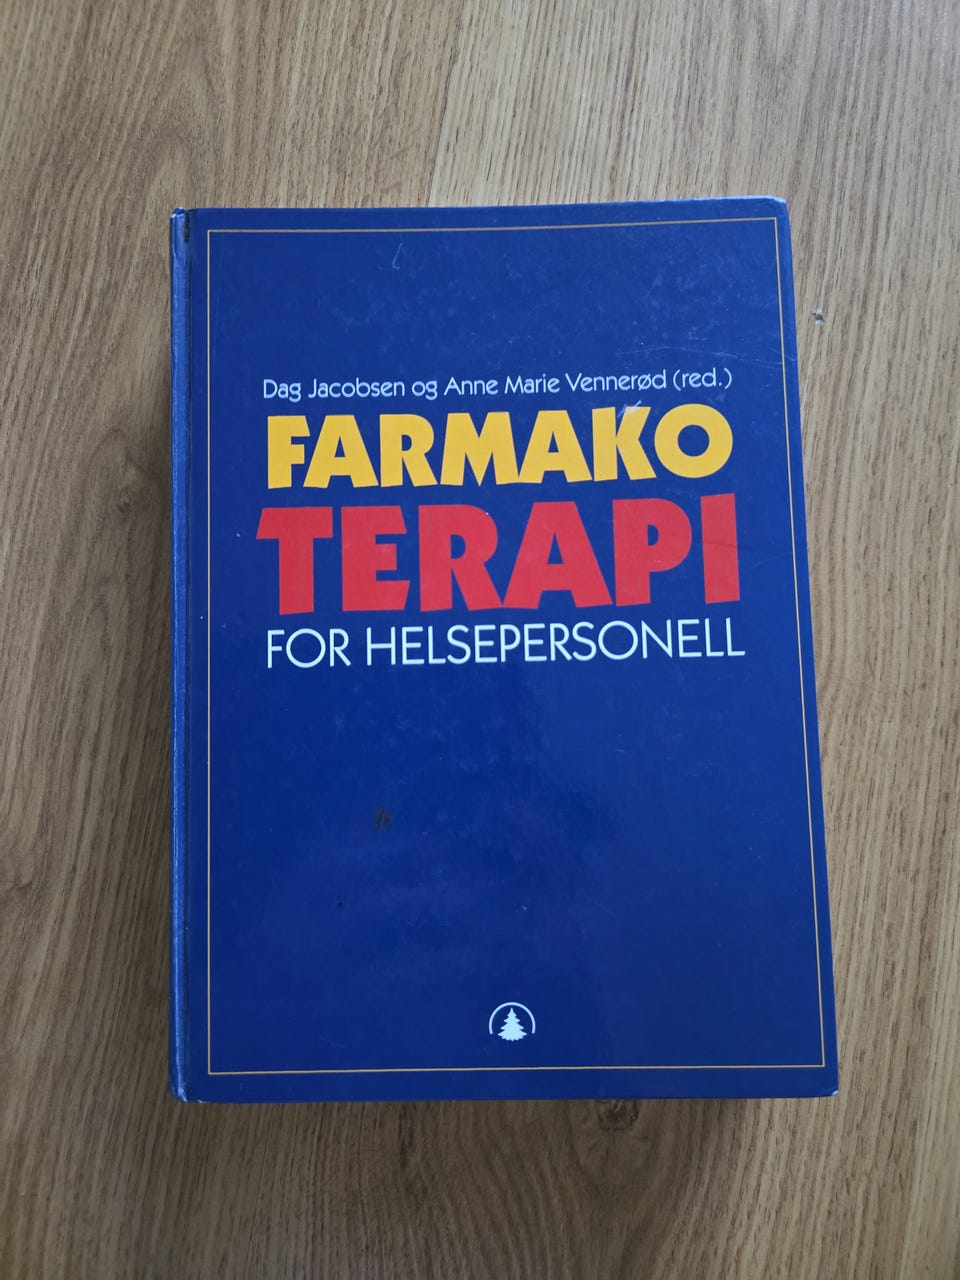 Dag Jacobsen og Anne Marie Vennerød (red.)
FARMAKO
TERAPI
FOR HELSEPERSONELL